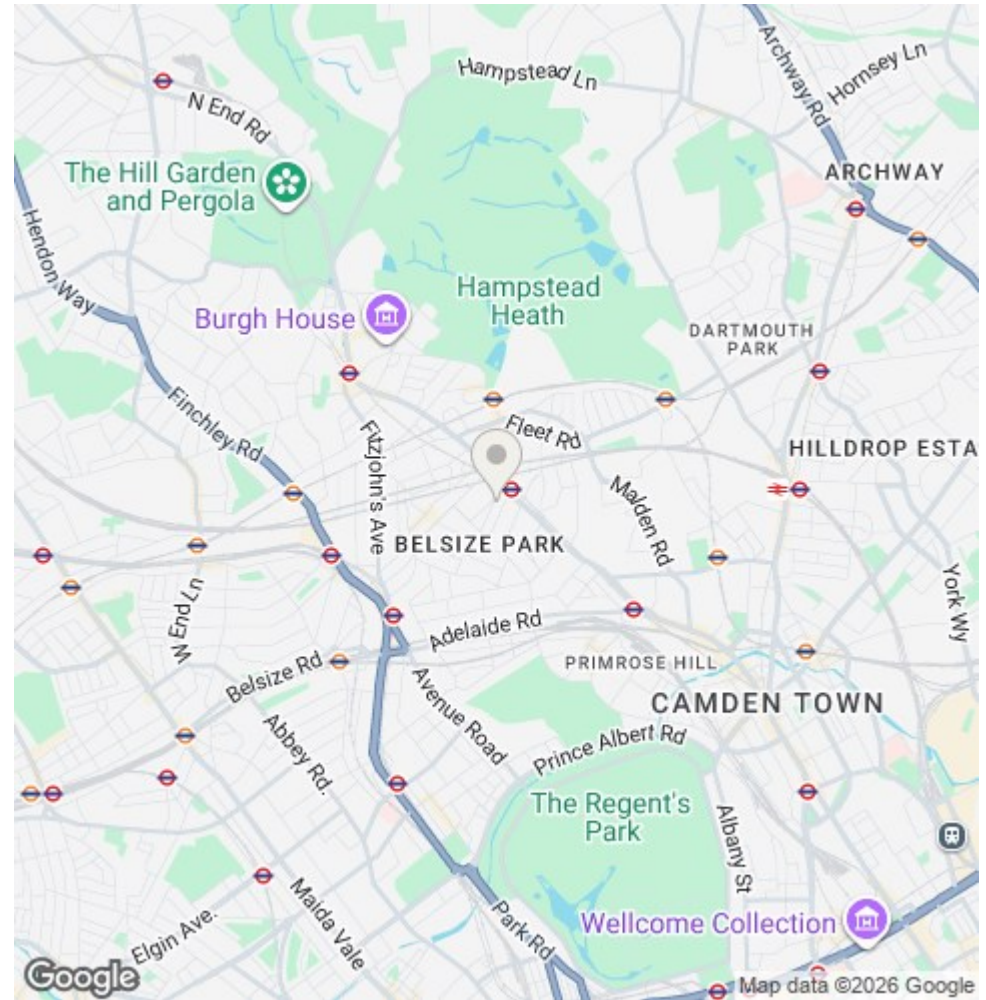 Hampstead Ln
Archway Rd
Hornsey Ln
N End Rd
The Hill Garden
and Pergola
ARCHWAY
Hendon Way
Hampstead
Heath
Burgh House
DARTMOUTH
PARK
Finchley Rd
Fitzjohn's Ave
Fleet Rd
HILLDROP ESTA
Malden Rd
BELSIZE PARK
York Wy
W End Ln
Adelaide Rd
Belsize Rd
PRIMROSE HILL
Avenue Road
CAMDEN TOWN
Abbey Rd.
Prince Albert Rd
The Regent's
Park
Albany St
Maida Vale
Elgin Ave.
Park Rd
Wellcome Collection
Google
Map data ©2026 Google